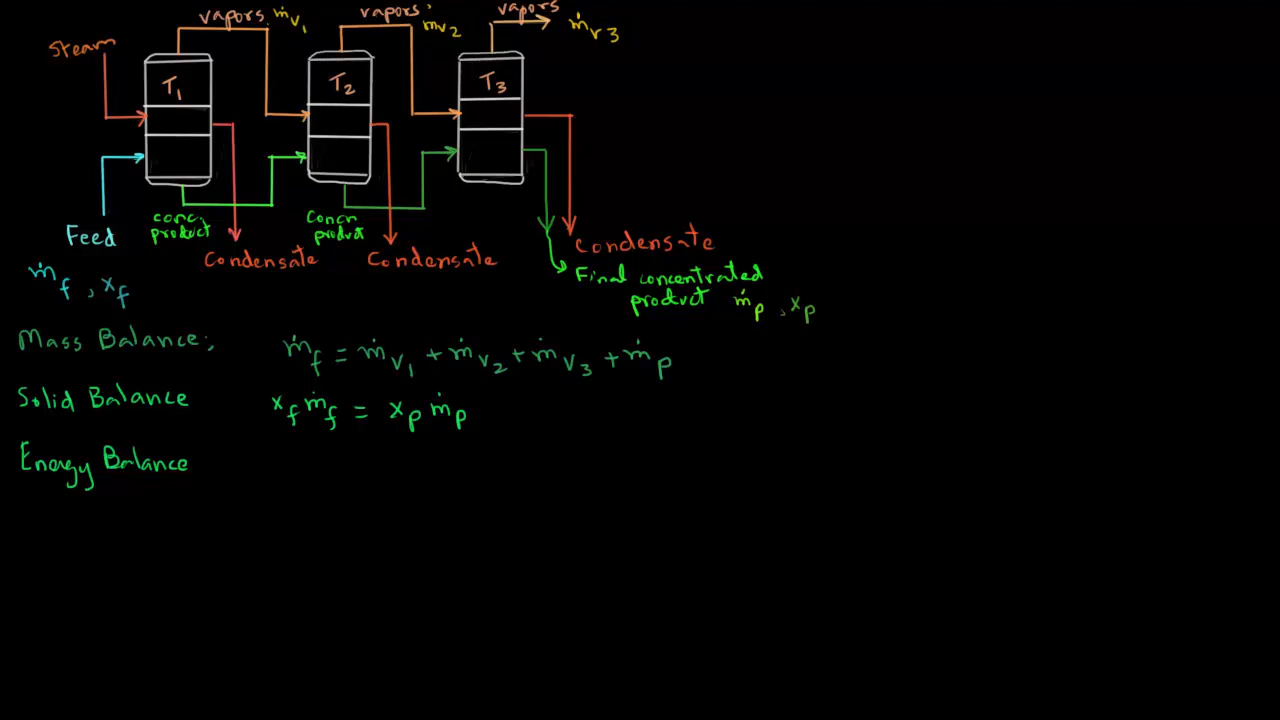 vapors ṁv₁ vapors ṁv₂ vapors ṁv₃
Steam
T₁ T₂ T₃
conc. product
Concn product
Feed
Condensate Condensate Condensate
ṁf , xf
Final concentrated
product ṁp , xp
Mass Balance; ṁf = ṁv₁ + ṁv₂ + ṁv₃ + ṁp
Solid Balance xf ṁf = xp ṁp
Energy Balance